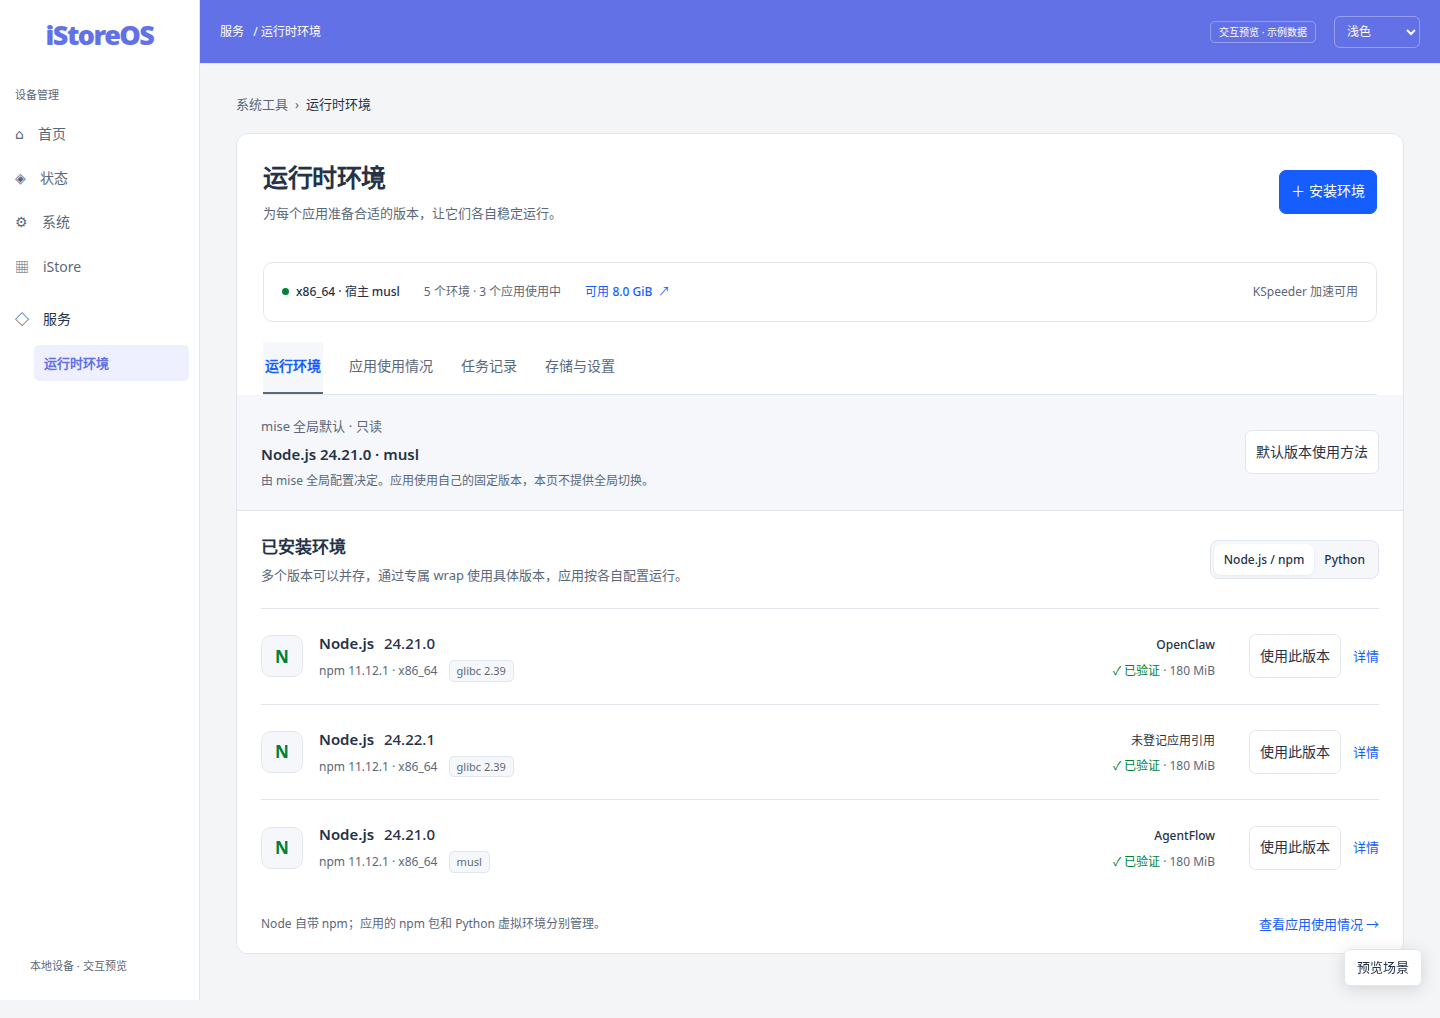 iStoreOS
服务 / 运行时环境
交互预览 · 示例数据
浅色
设备管理
首页
状态
系统
iStore
服务
运行时环境
本地设备 · 交互预览
系统工具 › 运行时环境
运行时环境
为每个应用准备合适的版本，让它们各自稳定运行。
＋ 安装环境
x86_64 · 宿主 musl
5 个环境 · 3 个应用使用中
可用 8.0 GiB ↗
KSpeeder 加速可用
运行环境
应用使用情况
任务记录
存储与设置
mise 全局默认 · 只读
Node.js 24.21.0 · musl
由 mise 全局配置决定。应用使用自己的固定版本，本页不提供全局切换。
默认版本使用方法
已安装环境
多个版本可以并存，通过专属 wrap 使用具体版本，应用按各自配置运行。
Node.js / npm
Python
N
Node.js 24.21.0
npm 11.12.1 · x86_64
glibc 2.39
OpenClaw
✓ 已验证 · 180 MiB
使用此版本
详情
N
Node.js 24.22.1
npm 11.12.1 · x86_64
glibc 2.39
未登记应用引用
✓ 已验证 · 180 MiB
使用此版本
详情
N
Node.js 24.21.0
npm 11.12.1 · x86_64
musl
AgentFlow
✓ 已验证 · 180 MiB
使用此版本
详情
Node 自带 npm；应用的 npm 包和 Python 虚拟环境分别管理。
查看应用使用情况 →
预览场景